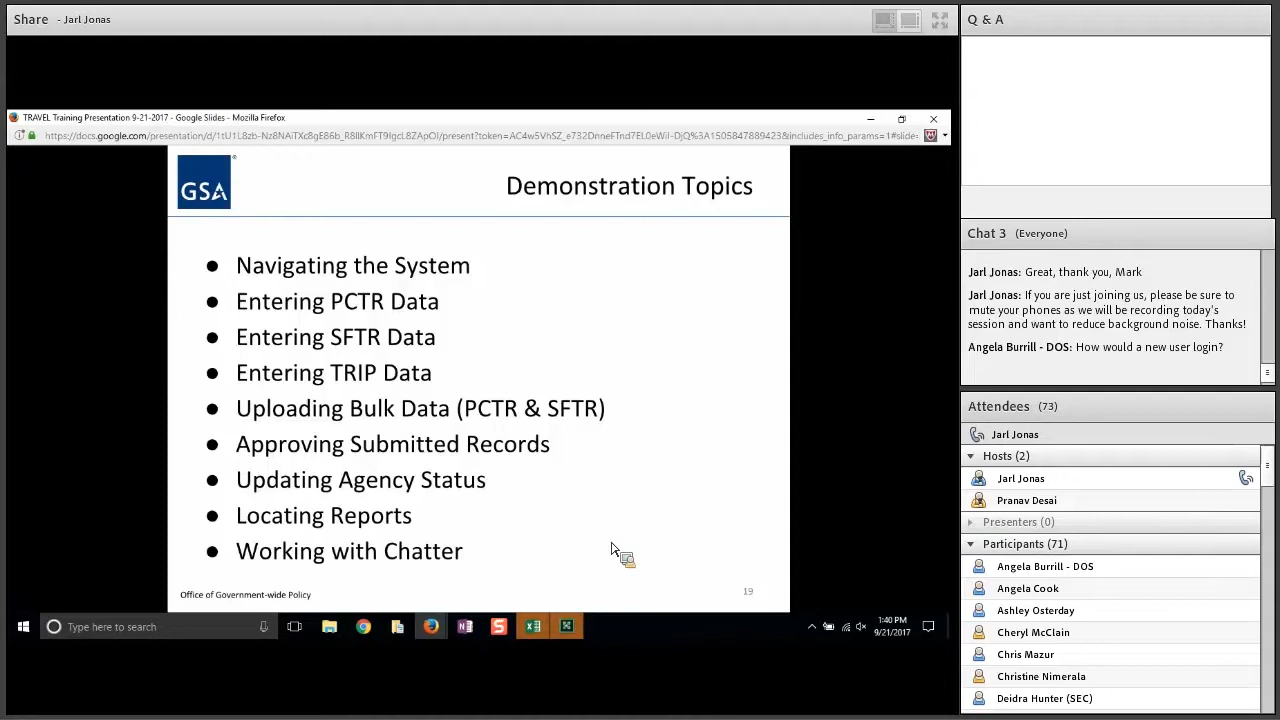 Share - Jarl Jonas
TRAVEL Training Presentation 9-21-2017 - Google Slides - Mozilla Firefox
GSA
®
Demonstration Topics
● Navigating the System
● Entering PCTR Data
● Entering SFTR Data
● Entering TRIP Data
● Uploading Bulk Data (PCTR & SFTR)
● Approving Submitted Records
● Updating Agency Status
● Locating Reports
● Working with Chatter
Office of Government-wide Policy
19
Type here to search
1:40 PM
9/21/2017
Q & A
Chat 3 (Everyone)
Jarl Jonas: Great, thank you, Mark
Jarl Jonas: If you are just joining us, please be sure to
mute your phones as we will be recording today's
session and want to reduce background noise. Thanks!
Angela Burrill - DOS: How would a new user login?
Attendees (73)
Jarl Jonas
Hosts (2)
Jarl Jonas
Pranav Desai
Presenters (0)
Participants (71)
Angela Burrill - DOS
Angela Cook
Ashley Osterday
Cheryl McClain
Chris Mazur
Christine Nimerala
Deidra Hunter (SEC)